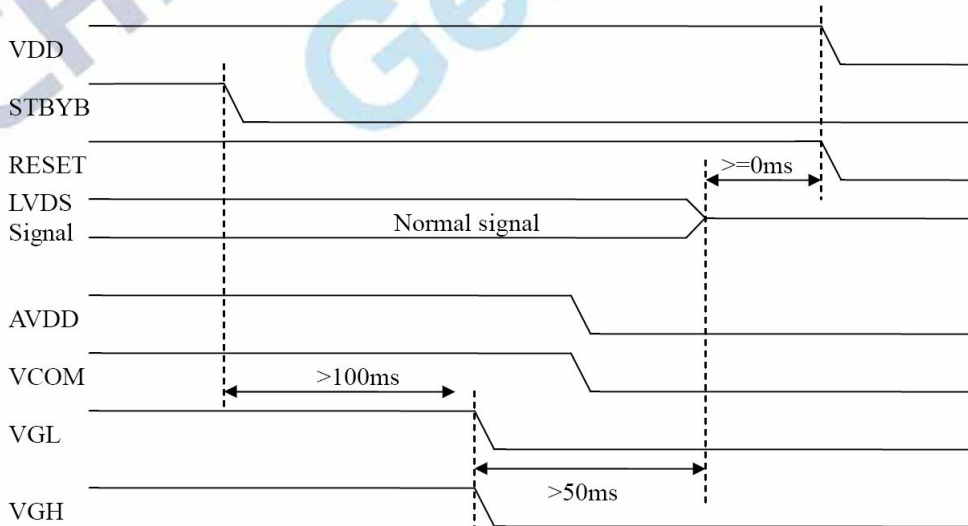 VDD
STBYB
RESET
>=0ms
LVDS
Signal
Normal signal
AVDD
VCOM
>100ms
VGL
>50ms
VGH